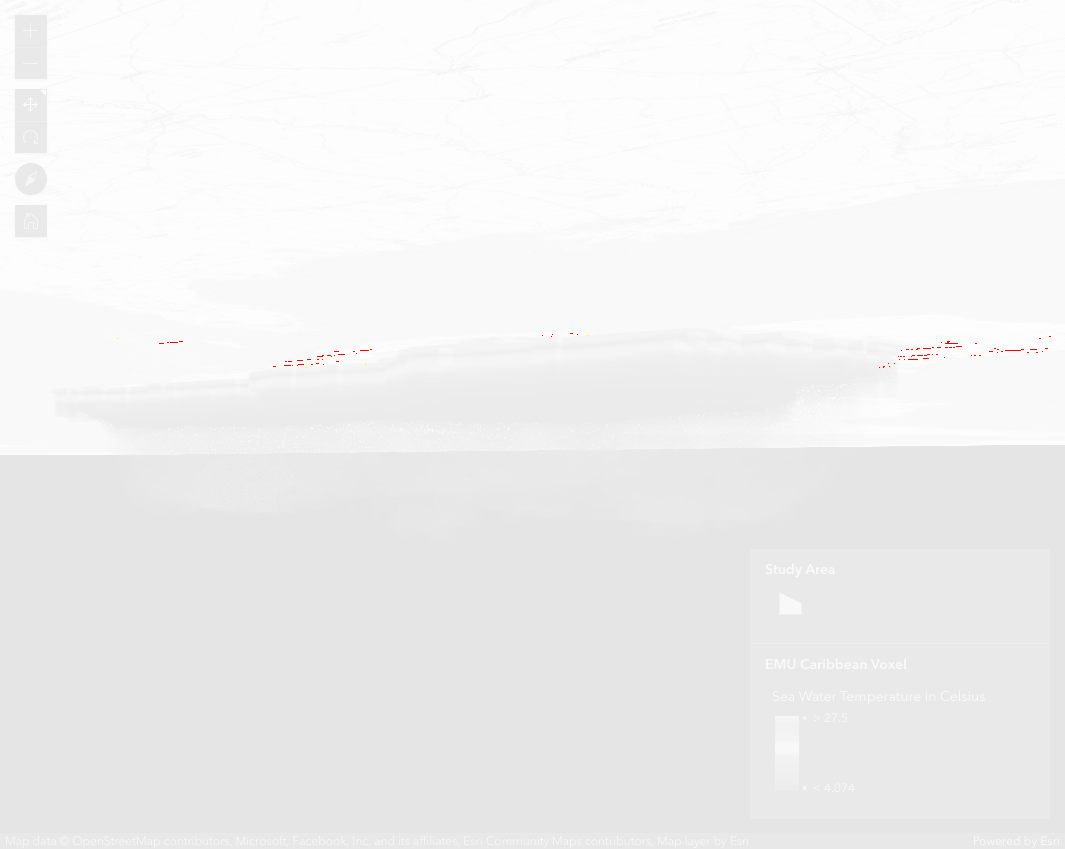 Study Area
EMU Caribbean Voxel
Sea Water Temperature in Celsius
> 27.5
< 4.074
Map data © OpenStreetMap contributors, Microsoft, Facebook, Inc. and its affiliates, Esri Community Maps contributors, Map layer by Esri
Powered by Esri